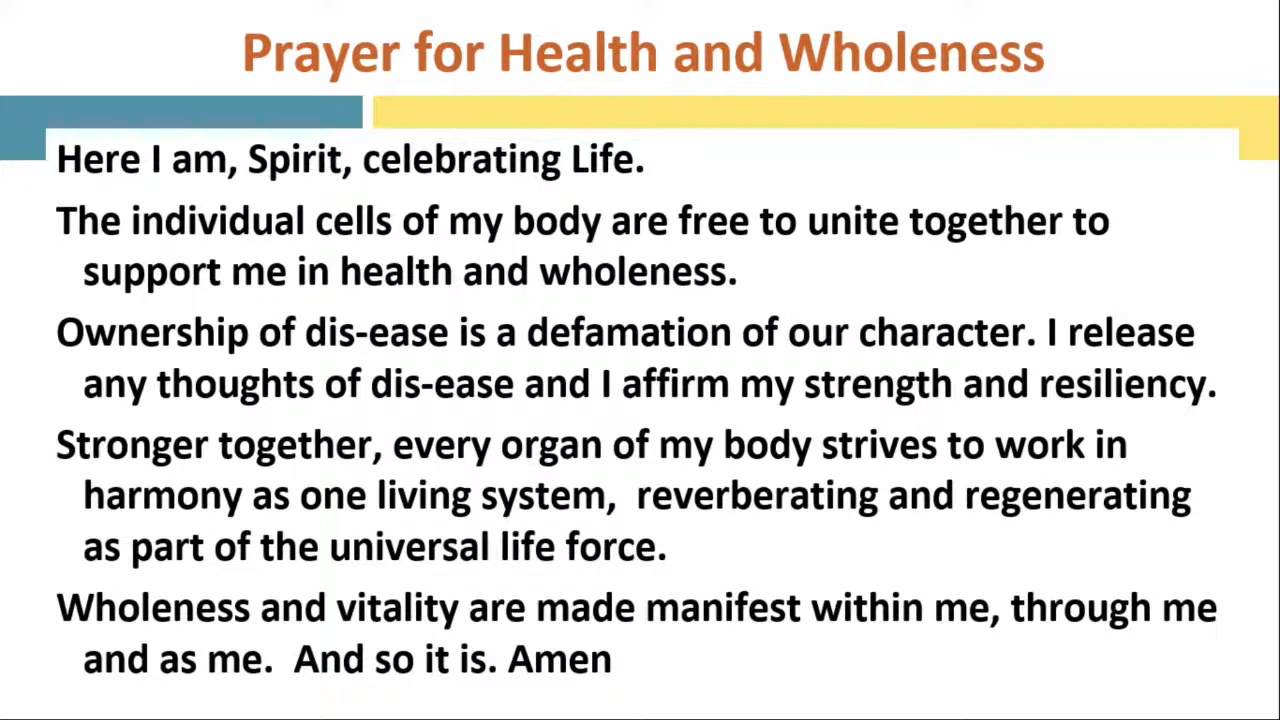 Prayer for Health and Wholeness
Here I am, Spirit, celebrating Life.
The individual cells of my body are free to unite together to
support me in health and wholeness.
Ownership of dis-ease is a defamation of our character. I release
any thoughts of dis-ease and I affirm my strength and resiliency.
Stronger together, every organ of my body strives to work in
harmony as one living system,  reverberating and regenerating
as part of the universal life force.
Wholeness and vitality are made manifest within me, through me
and as me.  And so it is. Amen